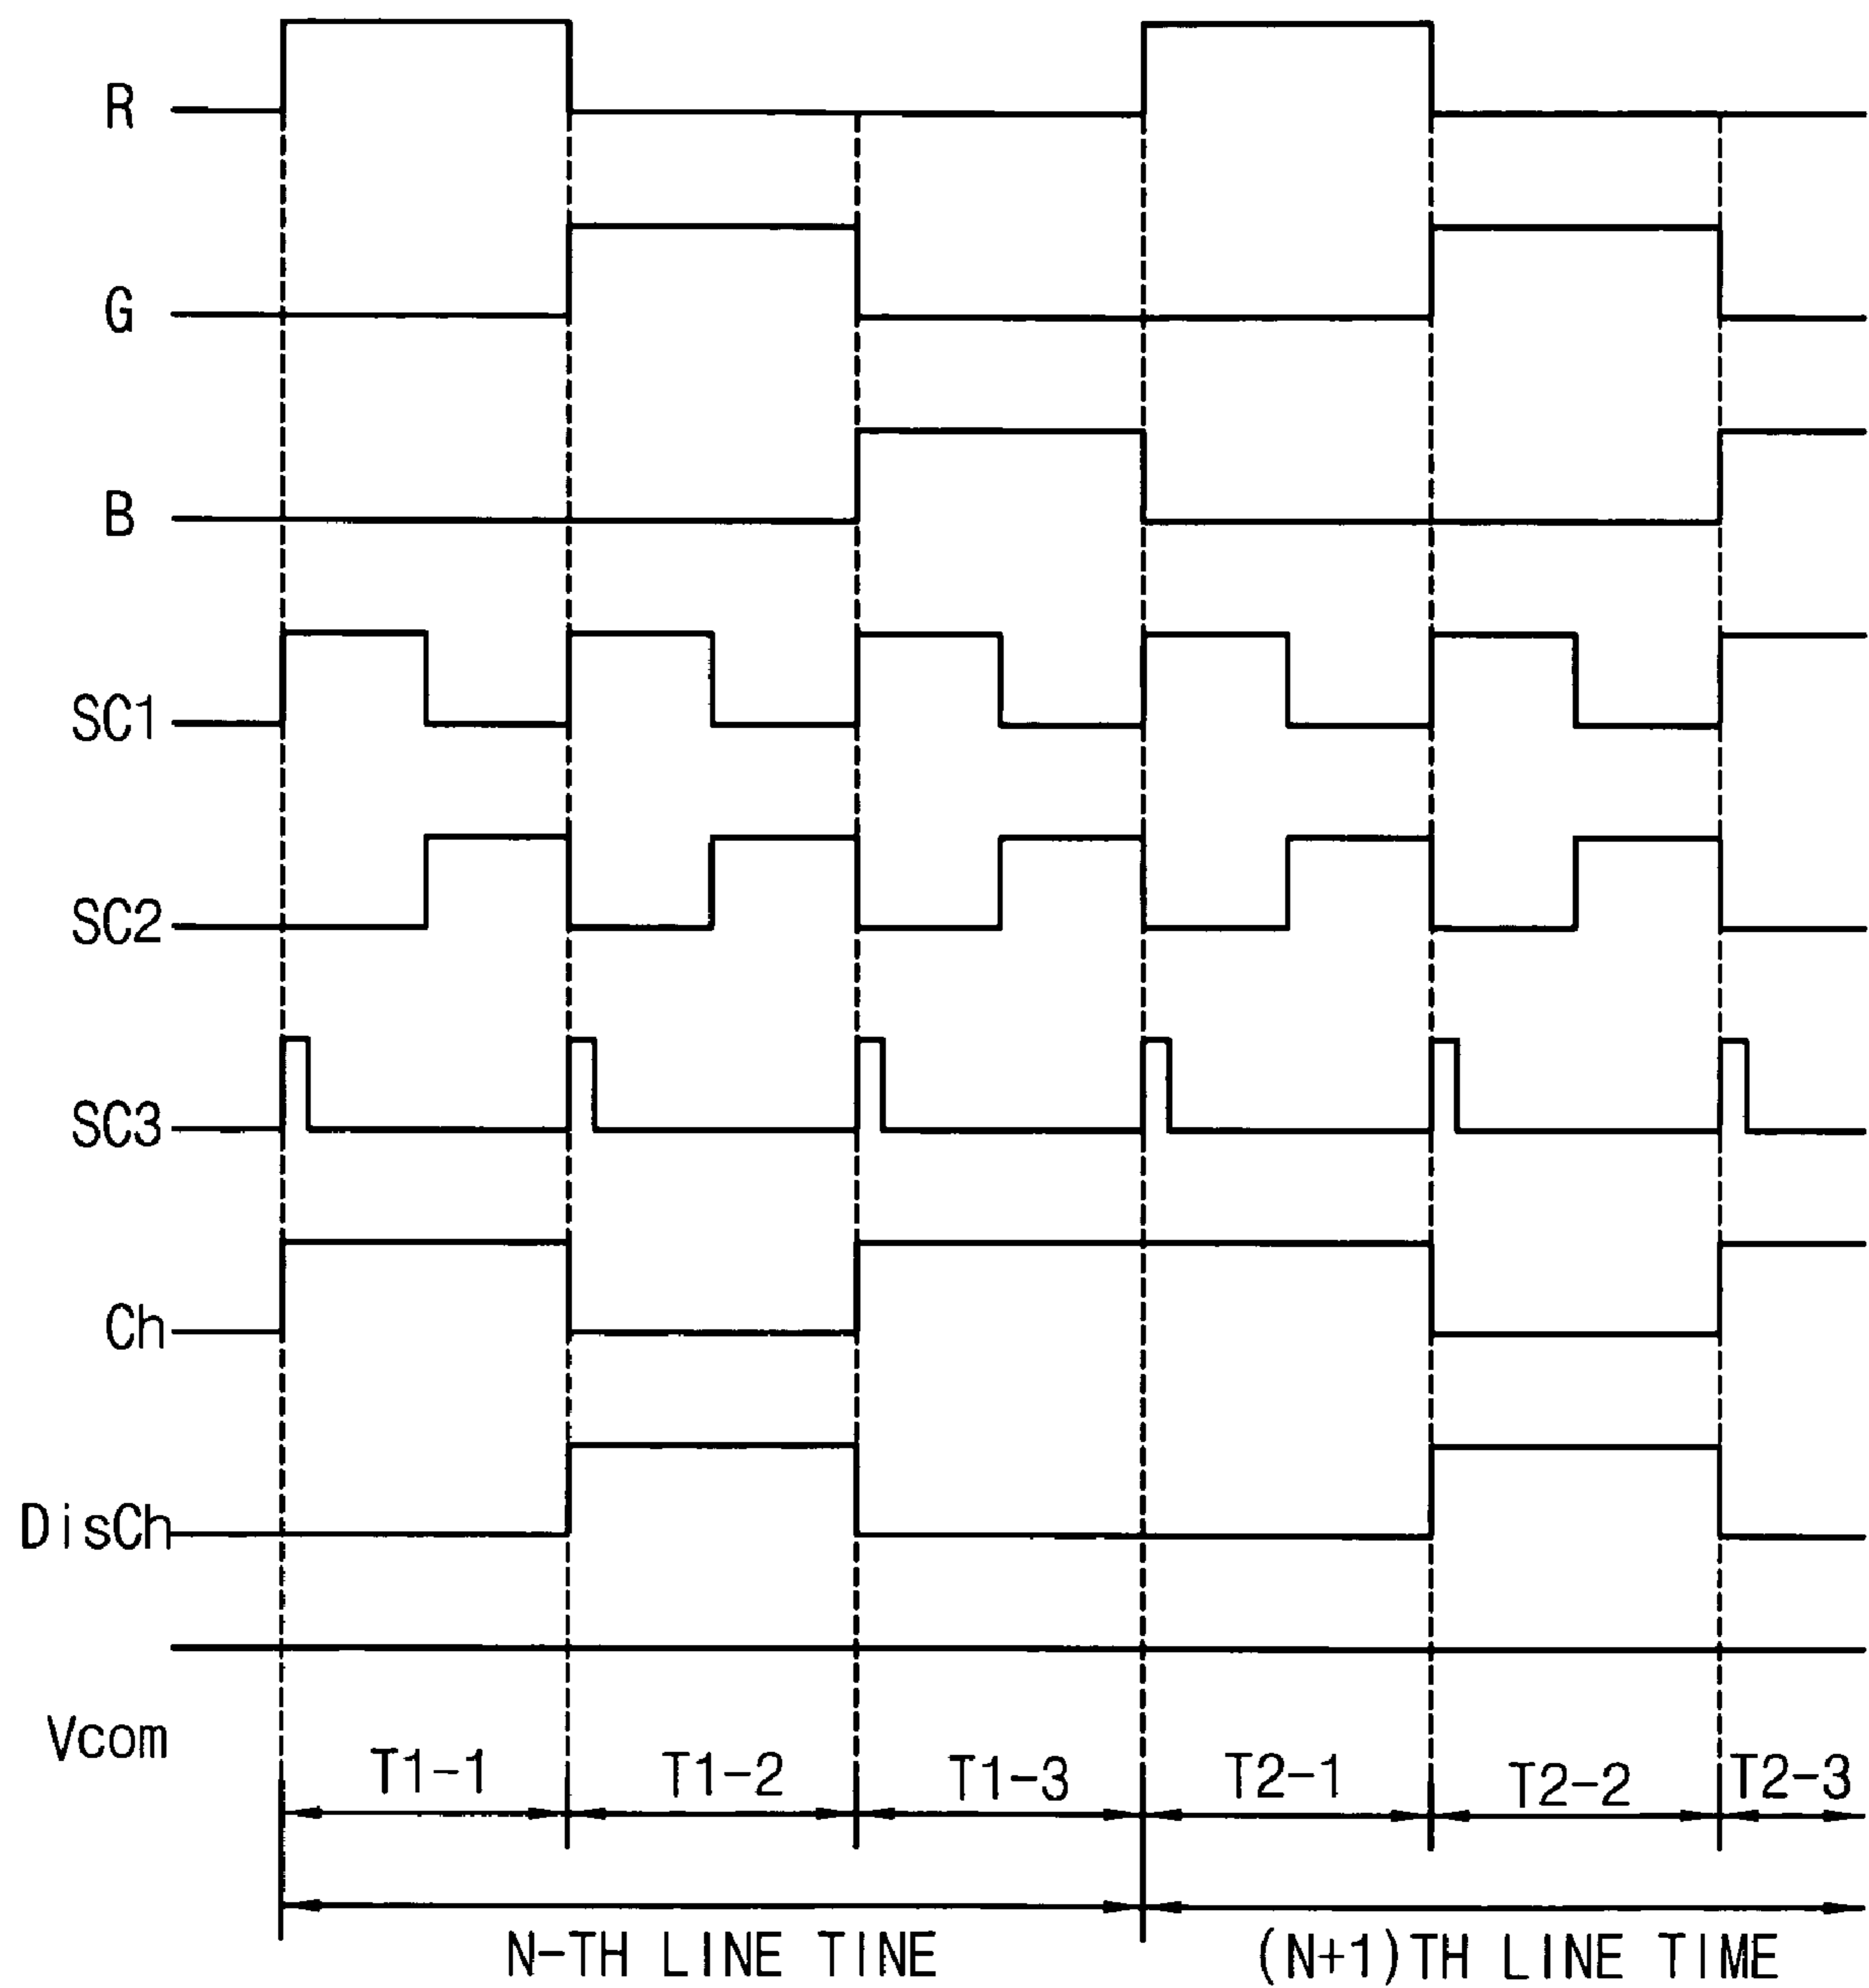 R
G
B
SC1
SC2
SC3
Ch
DisCh
Vcom
T1-1 T1-2 T1-3 T2-1 T2-2 T2-3
N-TH LINE TINE (N+1)TH LINE TIME